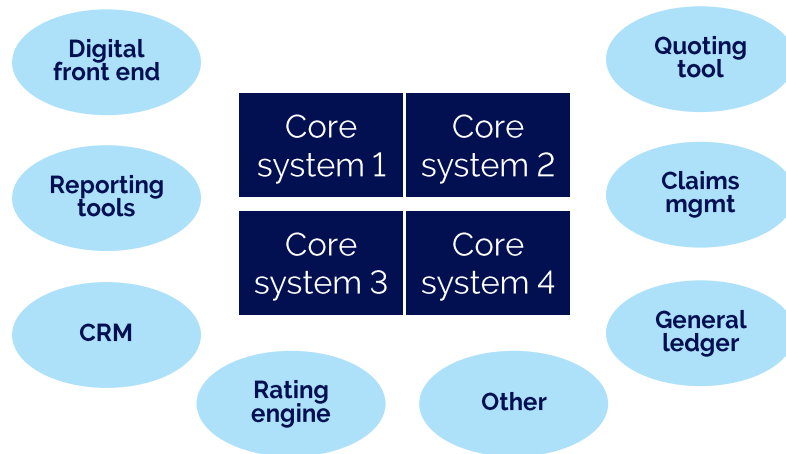 Digital
front end
Quoting
tool
Core
system 1
Core
system 2
Reporting
tools
Claims
mgmt
Core
system 3
Core
system 4
CRM
General
ledger
Rating
engine
Other